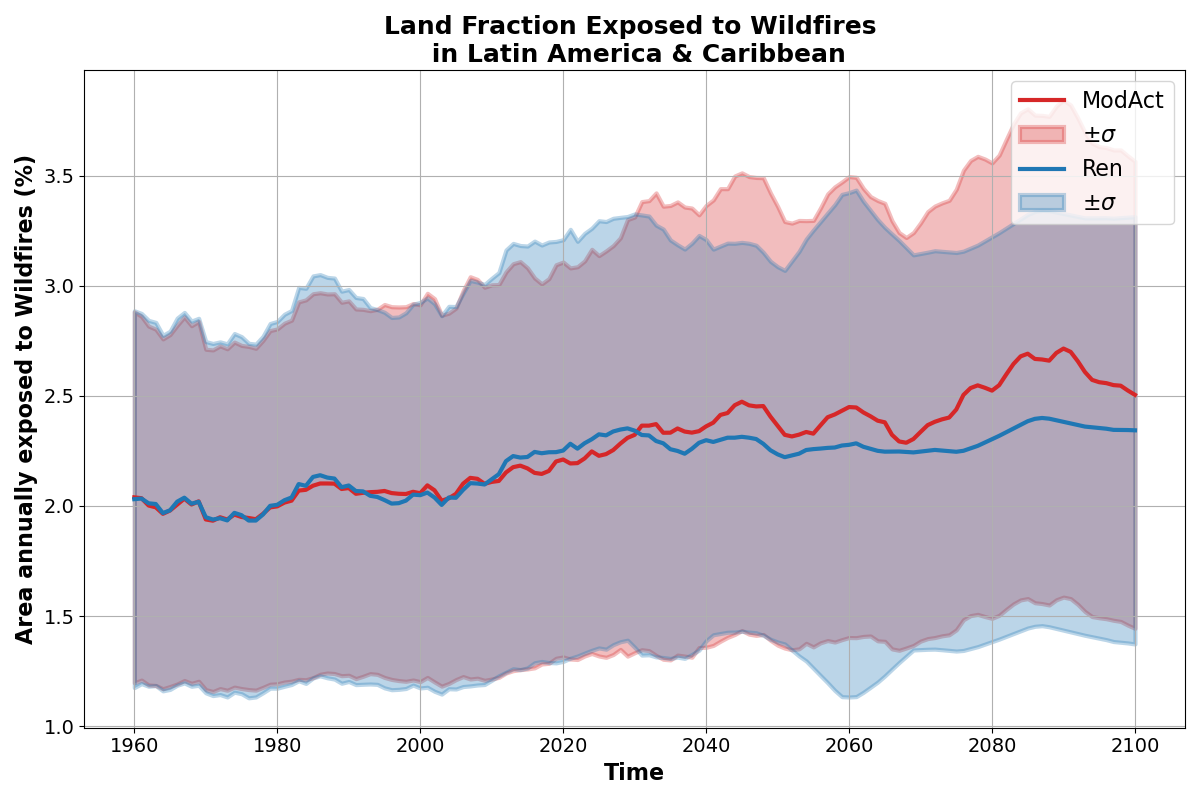 Land Fraction Exposed to Wildfires
in Latin America & Caribbean
Area annually exposed to Wildfires (%)
3.5
3.0
2.5
2.0
1.5
1.0
ModAct
±σ
Ren
±σ
1960 1980 2000 2020 2040 2060 2080 2100
Time